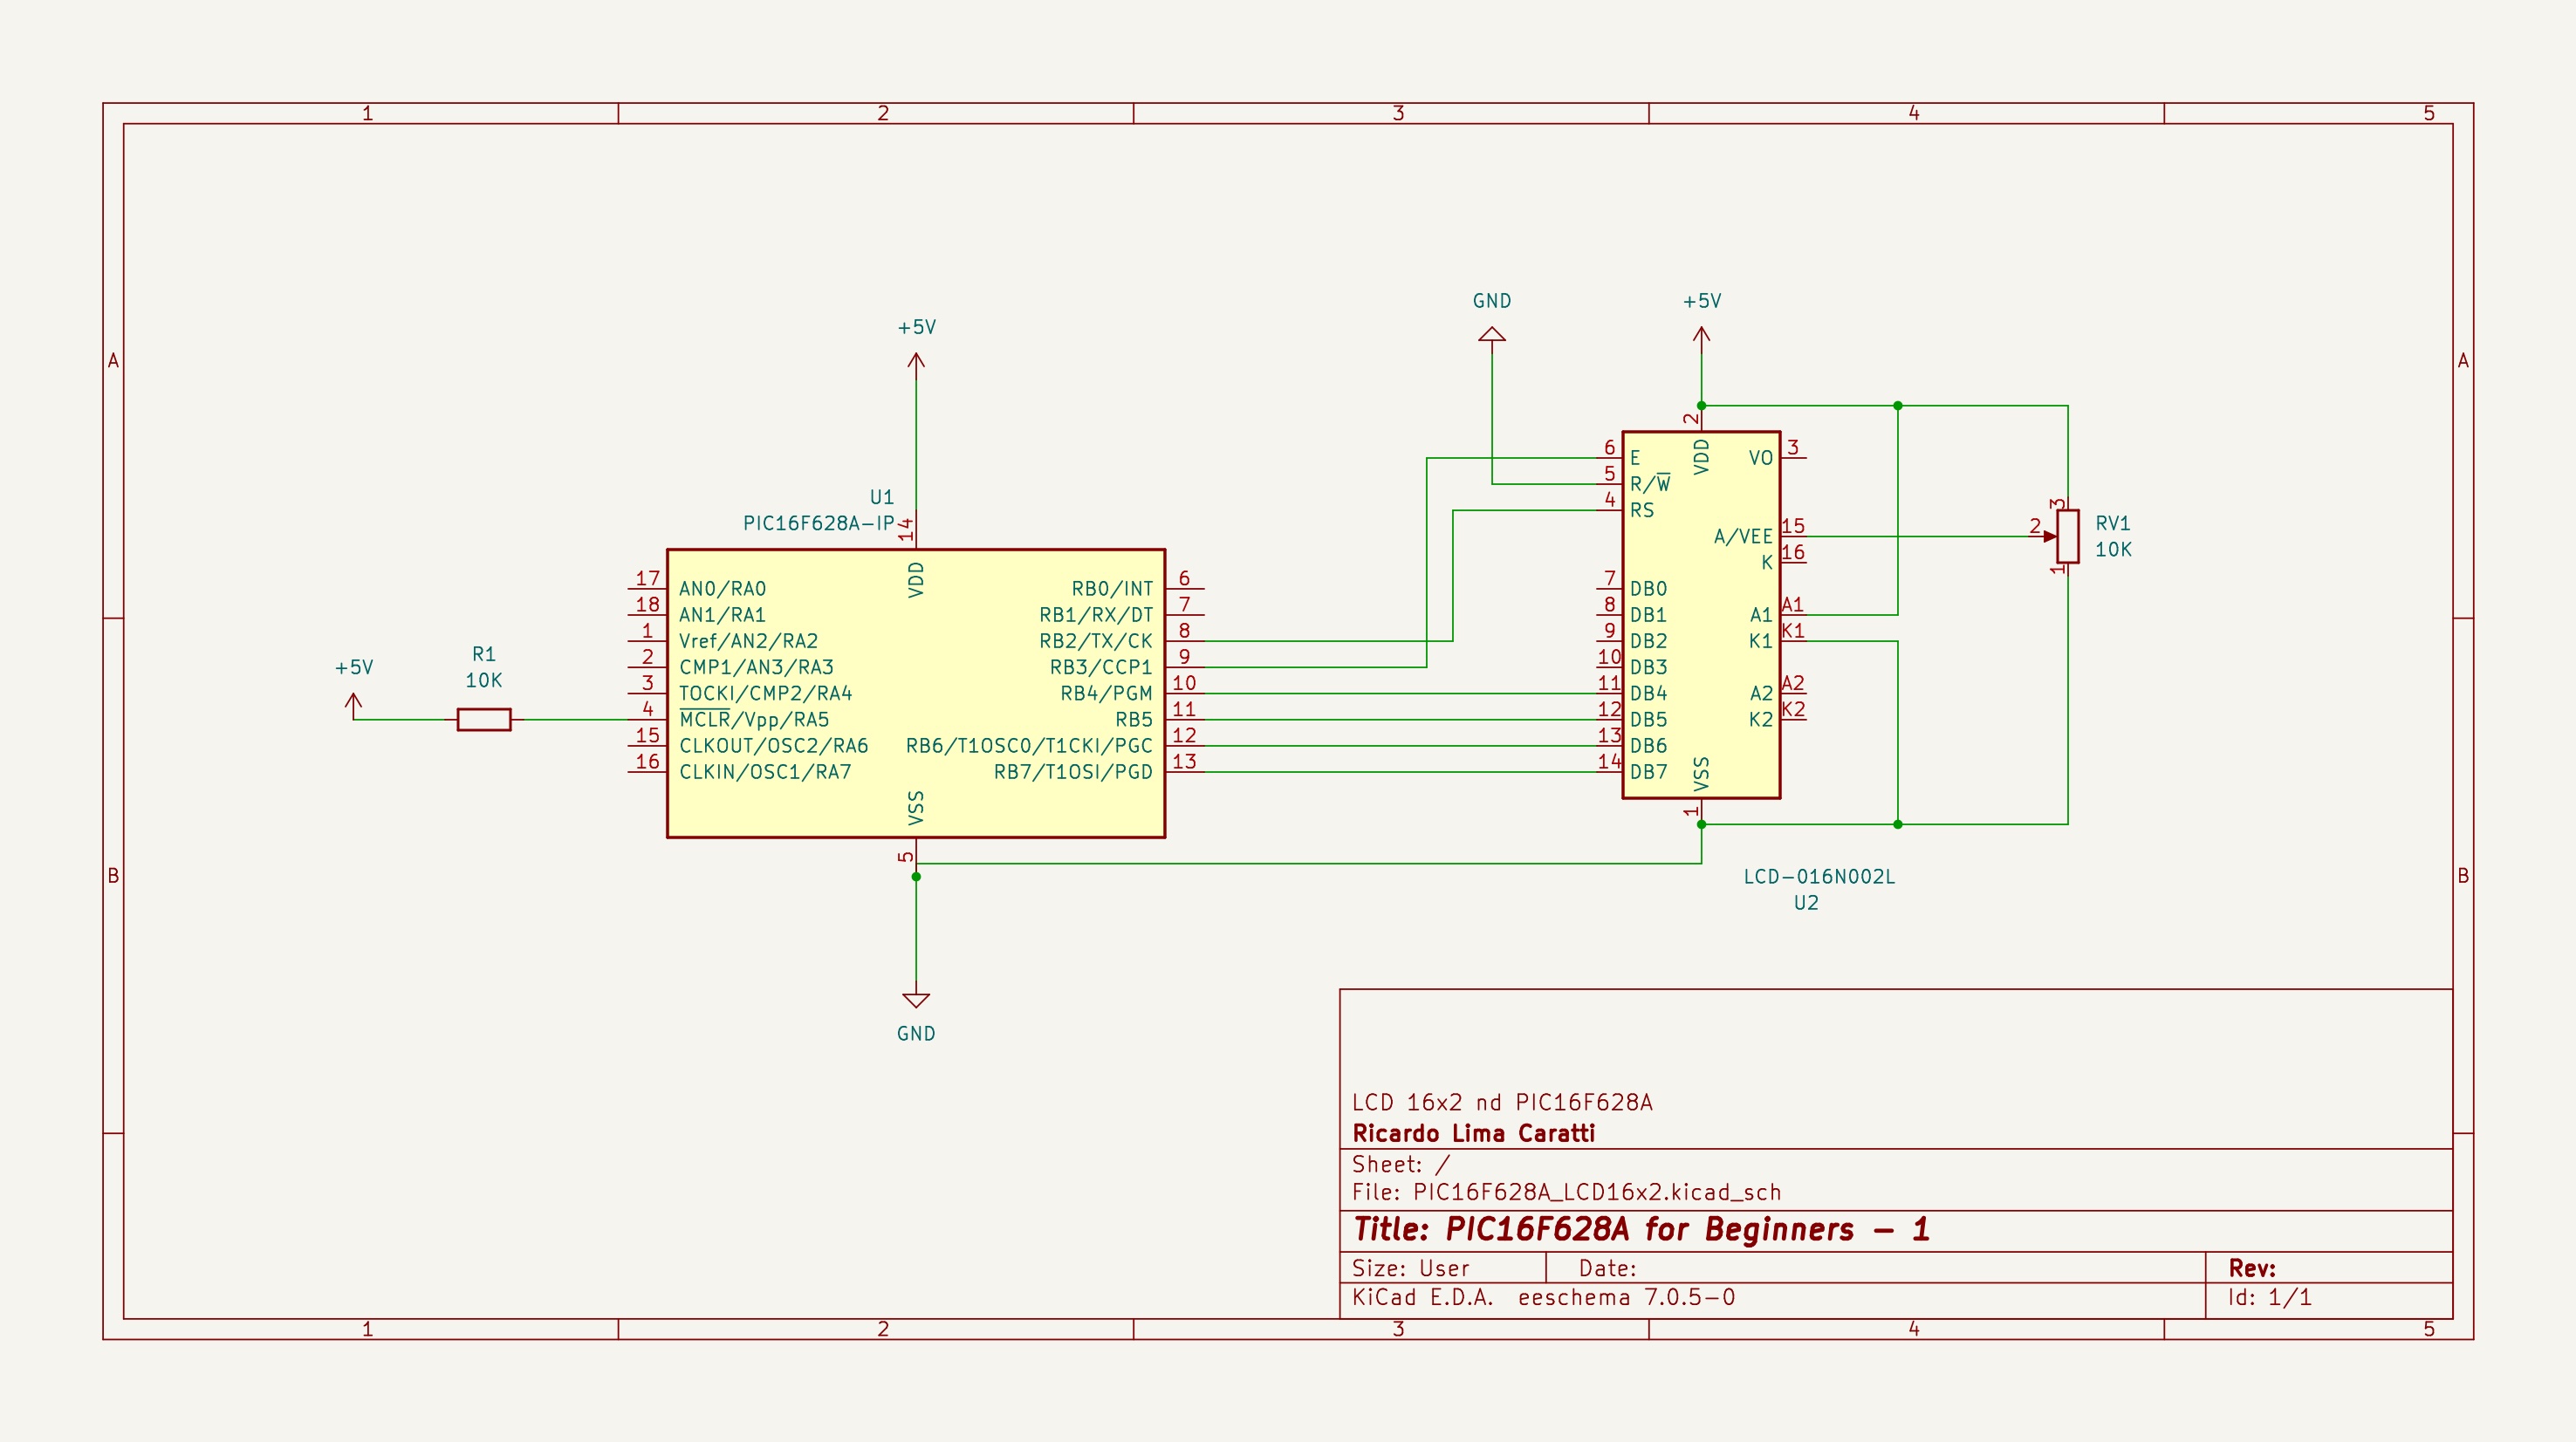 1 2 3 4 5
A A
B B
GND
+5V
+5V
2
6 E
5 R/W̅
4 RS
VDD
VO 3
A/VEE 15
K 16
7 DB0
8 DB1
9 DB2
10 DB3
11 DB4
12 DB5
13 DB6
14 DB7
A1 A1
K1 K1
A2 A2
K2 K2
VSS
1
LCD-016N002L
U2
3
2
1
RV1
10K
U1
PIC16F628A-IP
14
VDD
17 AN0/RA0
18 AN1/RA1
1 Vref/AN2/RA2
2 CMP1/AN3/RA3
3 TOCKI/CMP2/RA4
4 M̅C̅L̅R̅/Vpp/RA5
15 CLKOUT/OSC2/RA6
16 CLKIN/OSC1/RA7
RB0/INT 6
RB1/RX/DT 7
RB2/TX/CK 8
RB3/CCP1 9
RB4/PGM 10
RB5 11
RB6/T1OSO/T1CKI/PGC 12
RB7/T1OSI/PGD 13
VSS
5
GND
+5V
R1
10K
LCD 16x2 nd PIC16F628A
Ricardo Lima Caratti
Sheet: /
File: PIC16F628A_LCD16x2.kicad_sch
Title: PIC16F628A for Beginners - 1
Size: User Date: Rev:
KiCad E.D.A. eeschema 7.0.5-0 Id: 1/1
1 2 3 4 5